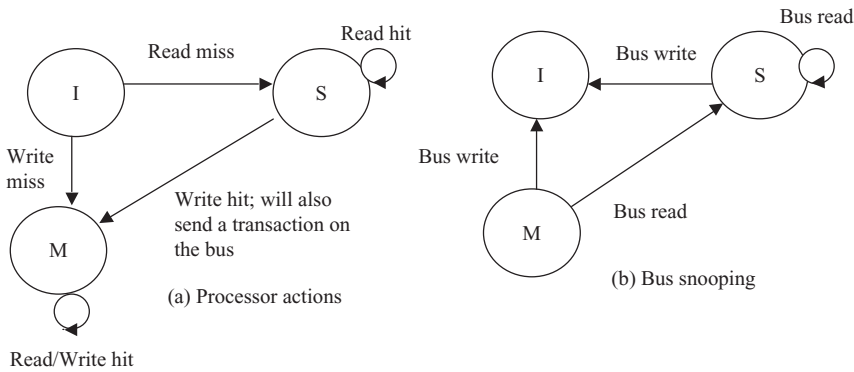 Read miss
Read hit
I
S
Write
miss
Write hit; will also
send a transaction on
the bus
M
(a) Processor actions
Read/Write hit
Bus read
Bus write
I
S
Bus write
Bus read
M
(b) Bus snooping